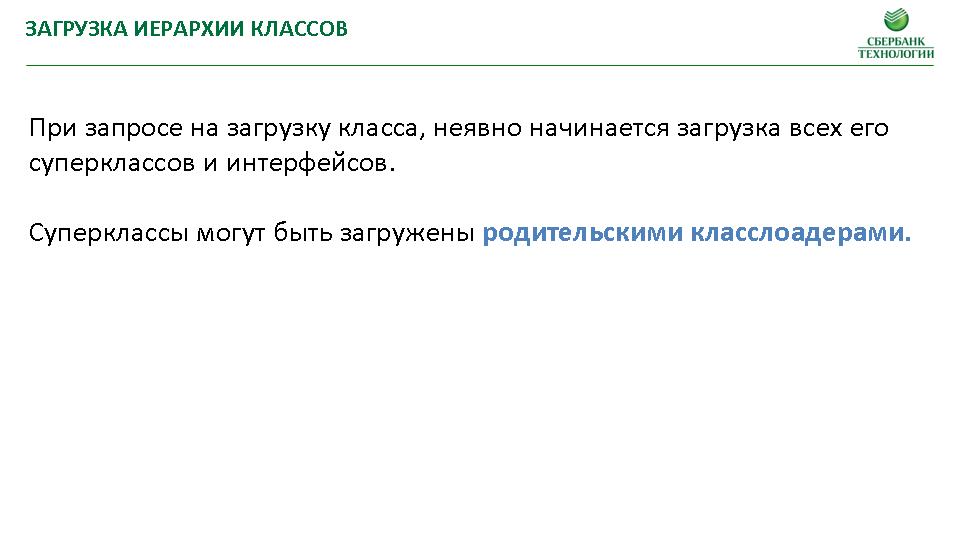 ЗАГРУЗКА ИЕРАРХИИ КЛАССОВ
СБЕРБАНК
ТЕХНОЛОГИИ
При запросе на загрузку класса, неявно начинается загрузка всех его
суперклассов и интерфейсов.
Суперклассы могут быть загружены родительскими класслоадерами.